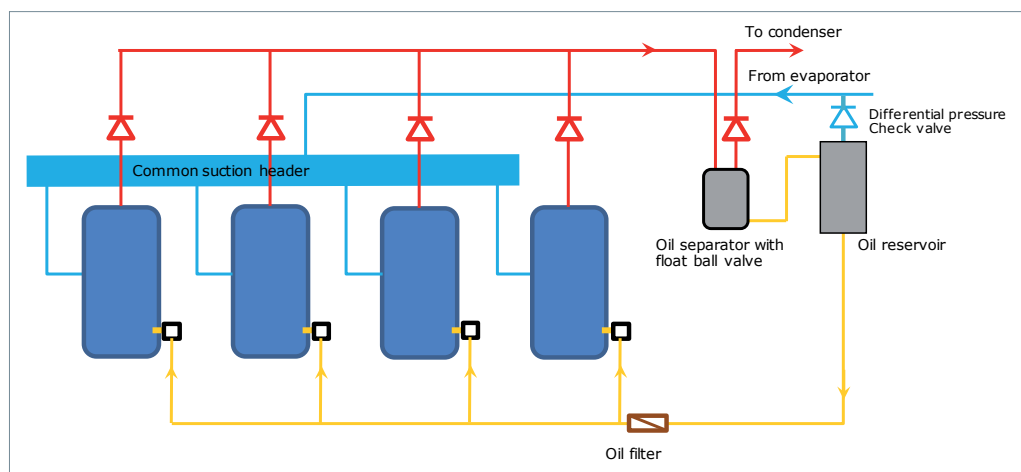 To condenser
From evaporator
Differential pressure
Check valve
Common suction header
Oil separator with
float ball valve
Oil reservoir
Oil filter